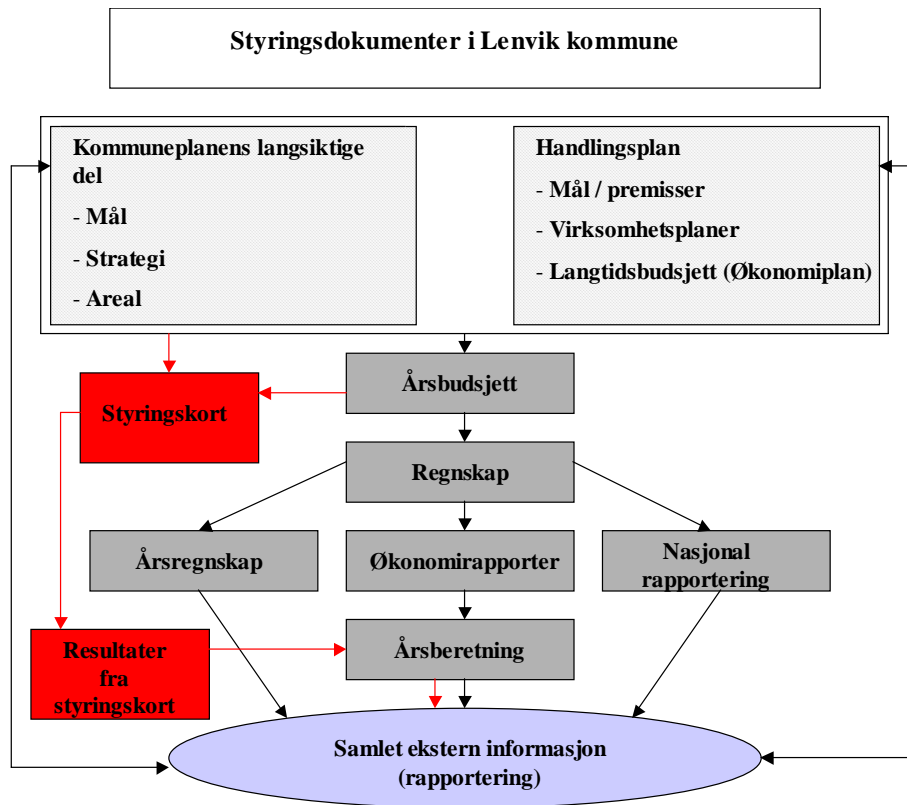 Styringsdokumenter i Lenvik kommune
Kommuneplanens langsiktige
del
- Mål
- Strategi
- Areal
Handlingsplan
- Mål / premisser
- Virksomhetsplaner
- Langtidsbudsjett (Økonomiplan)
Årsbudsjett
Styringskort
Regnskap
Årsregnskap
Økonomirapporter
Nasjonal
rapportering
Resultater
fra
styringskort
Årsberetning
Samlet ekstern informasjon
(rapportering)